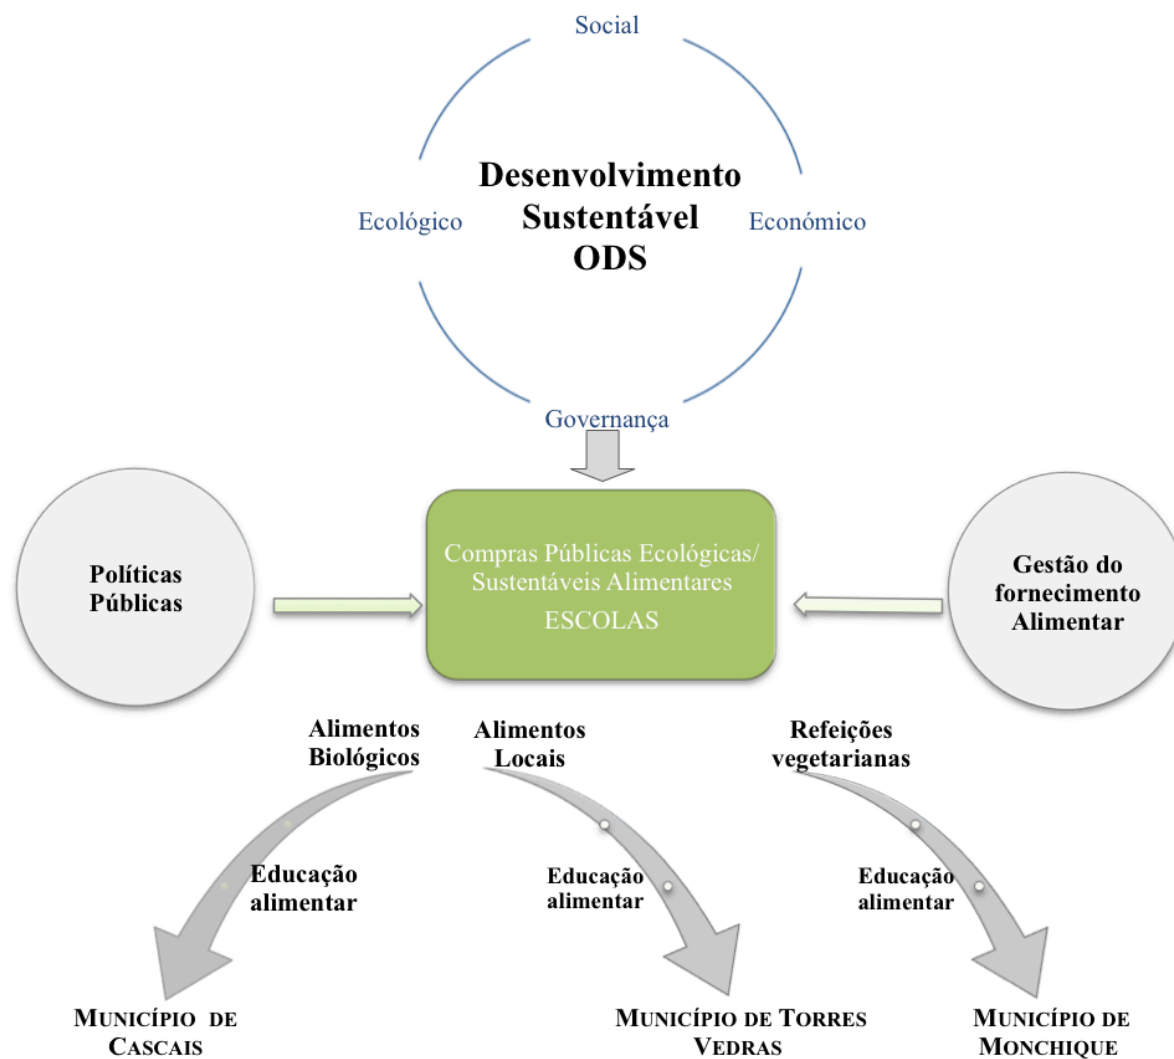 Social
Desenvolvimento
Sustentável
ODS
Ecológico
Económico
Governança
Políticas
Públicas
Compras Públicas Ecológicas/
Sustentáveis Alimentares
ESCOLAS
Gestão do
fornecimento
Alimentar
Alimentos
Biológicos
Alimentos
Locais
Refeições
vegetarianas
Educação
alimentar
Educação
alimentar
Educação
alimentar
MUNICÍPIO DE
CASCAIS
MUNICÍPIO DE TORRES
VEDRAS
MUNICÍPIO DE
MONCHIQUE